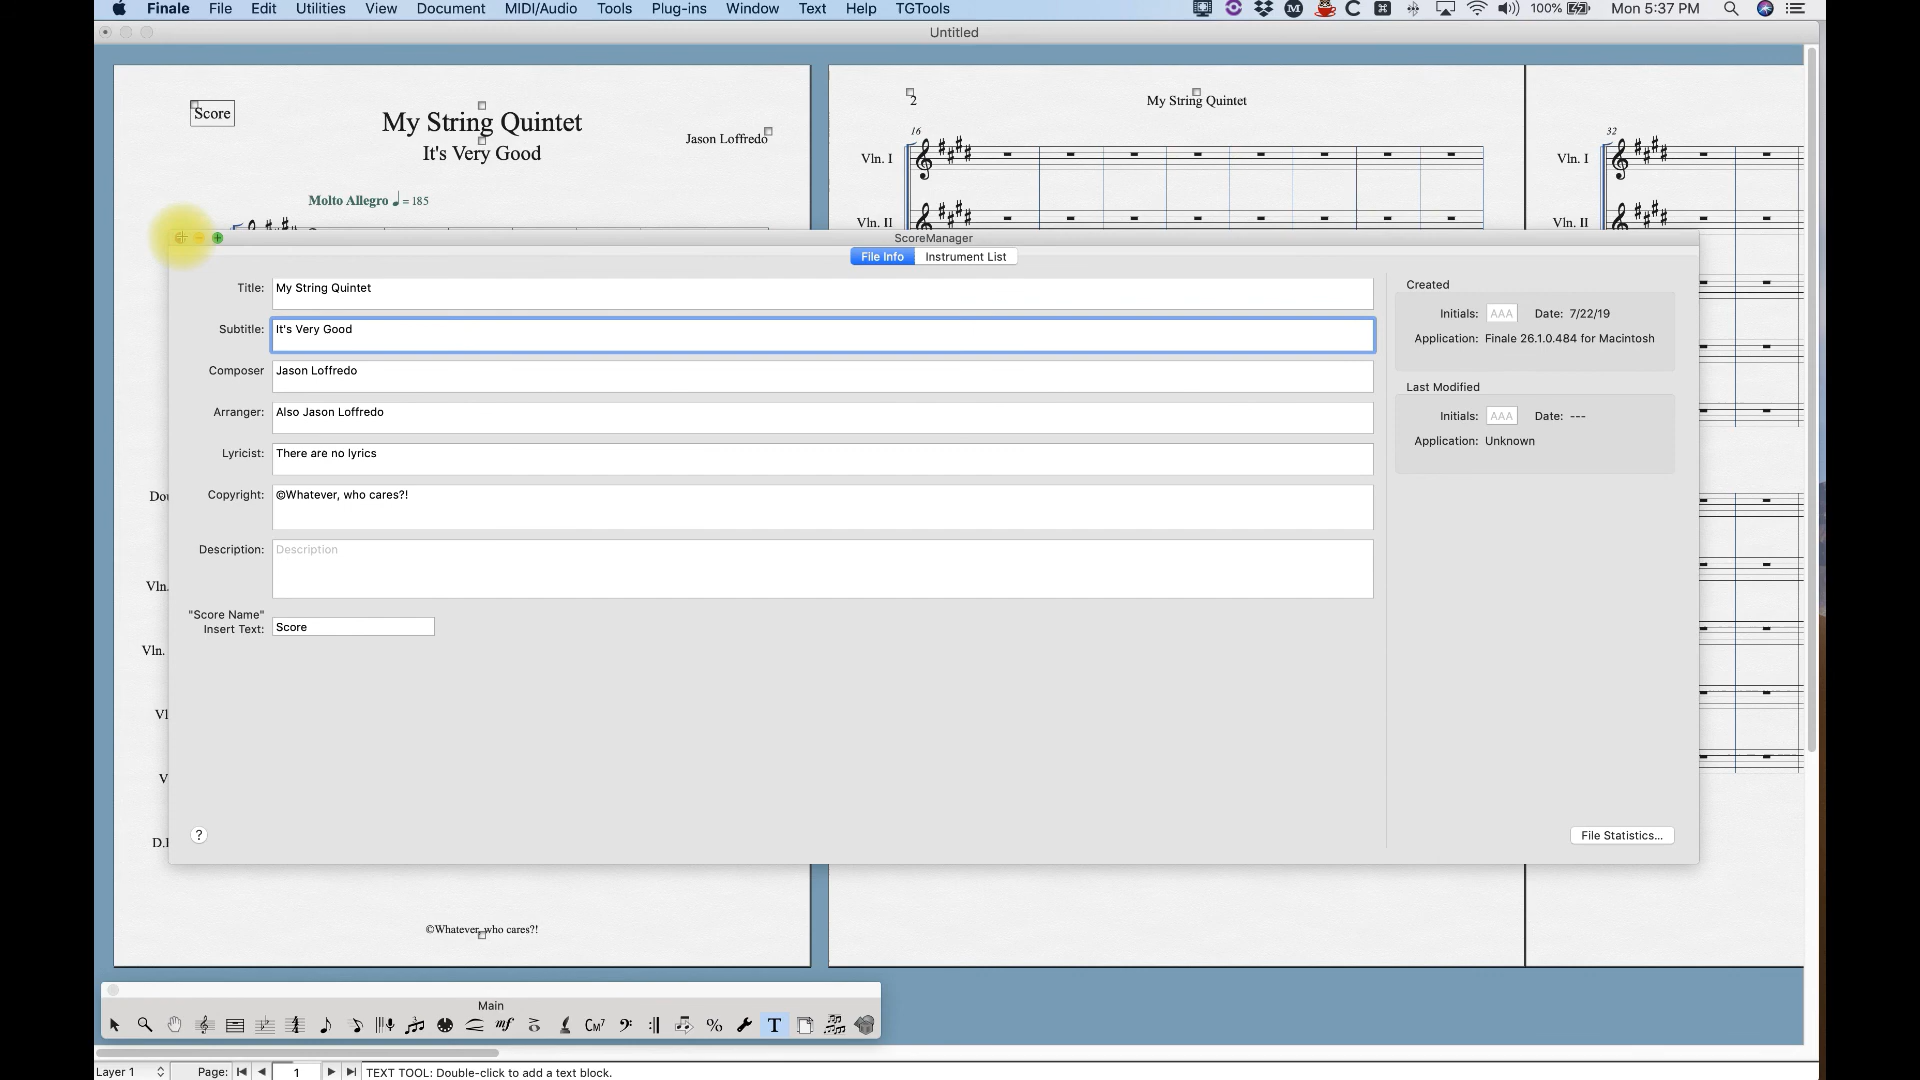 Finale File Edit Utilities View Document MIDI/Audio Tools Plug-ins Window Text Help TGTools 100% Mon 5:37 PM
Untitled
Score
My String Quintet
It's Very Good
Jason Loffredo
Molto Allegro = 185
2
My String Quintet
16
Vln. I
Vln. II
32
Vln. I
Vln. II
ScoreManager
File Info Instrument List
Title: My String Quintet
Subtitle: It's Very Good
Composer Jason Loffredo
Arranger: Also Jason Loffredo
Lyricist: There are no lyrics
Copyright: ©Whatever, who cares?!
Description: Description
"Score Name"
Insert Text: Score
Created
Initials: AAA Date: 7/22/19
Application: Finale 26.1.0.484 for Macintosh
Last Modified
Initials: AAA Date: ---
Application: Unknown
?
File Statistics...
Dou
Vln.
Vln.
Vl
V
D.
©Whatever, who cares?!
Main
mf CM7 %
T
Layer 1 Page: 1 TEXT TOOL: Double-click to add a text block.